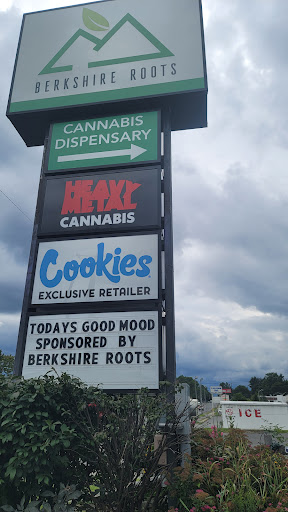 BERKSHIRE ROOTS
CANNABIS
DISPENSARY
HEAVY
METAL
CANNABIS
Cookies
EXCLUSIVE RETAILER
TODAYS GOOD MOOD
SPONSORED BY
BERKSHIRE ROOTS
ICE